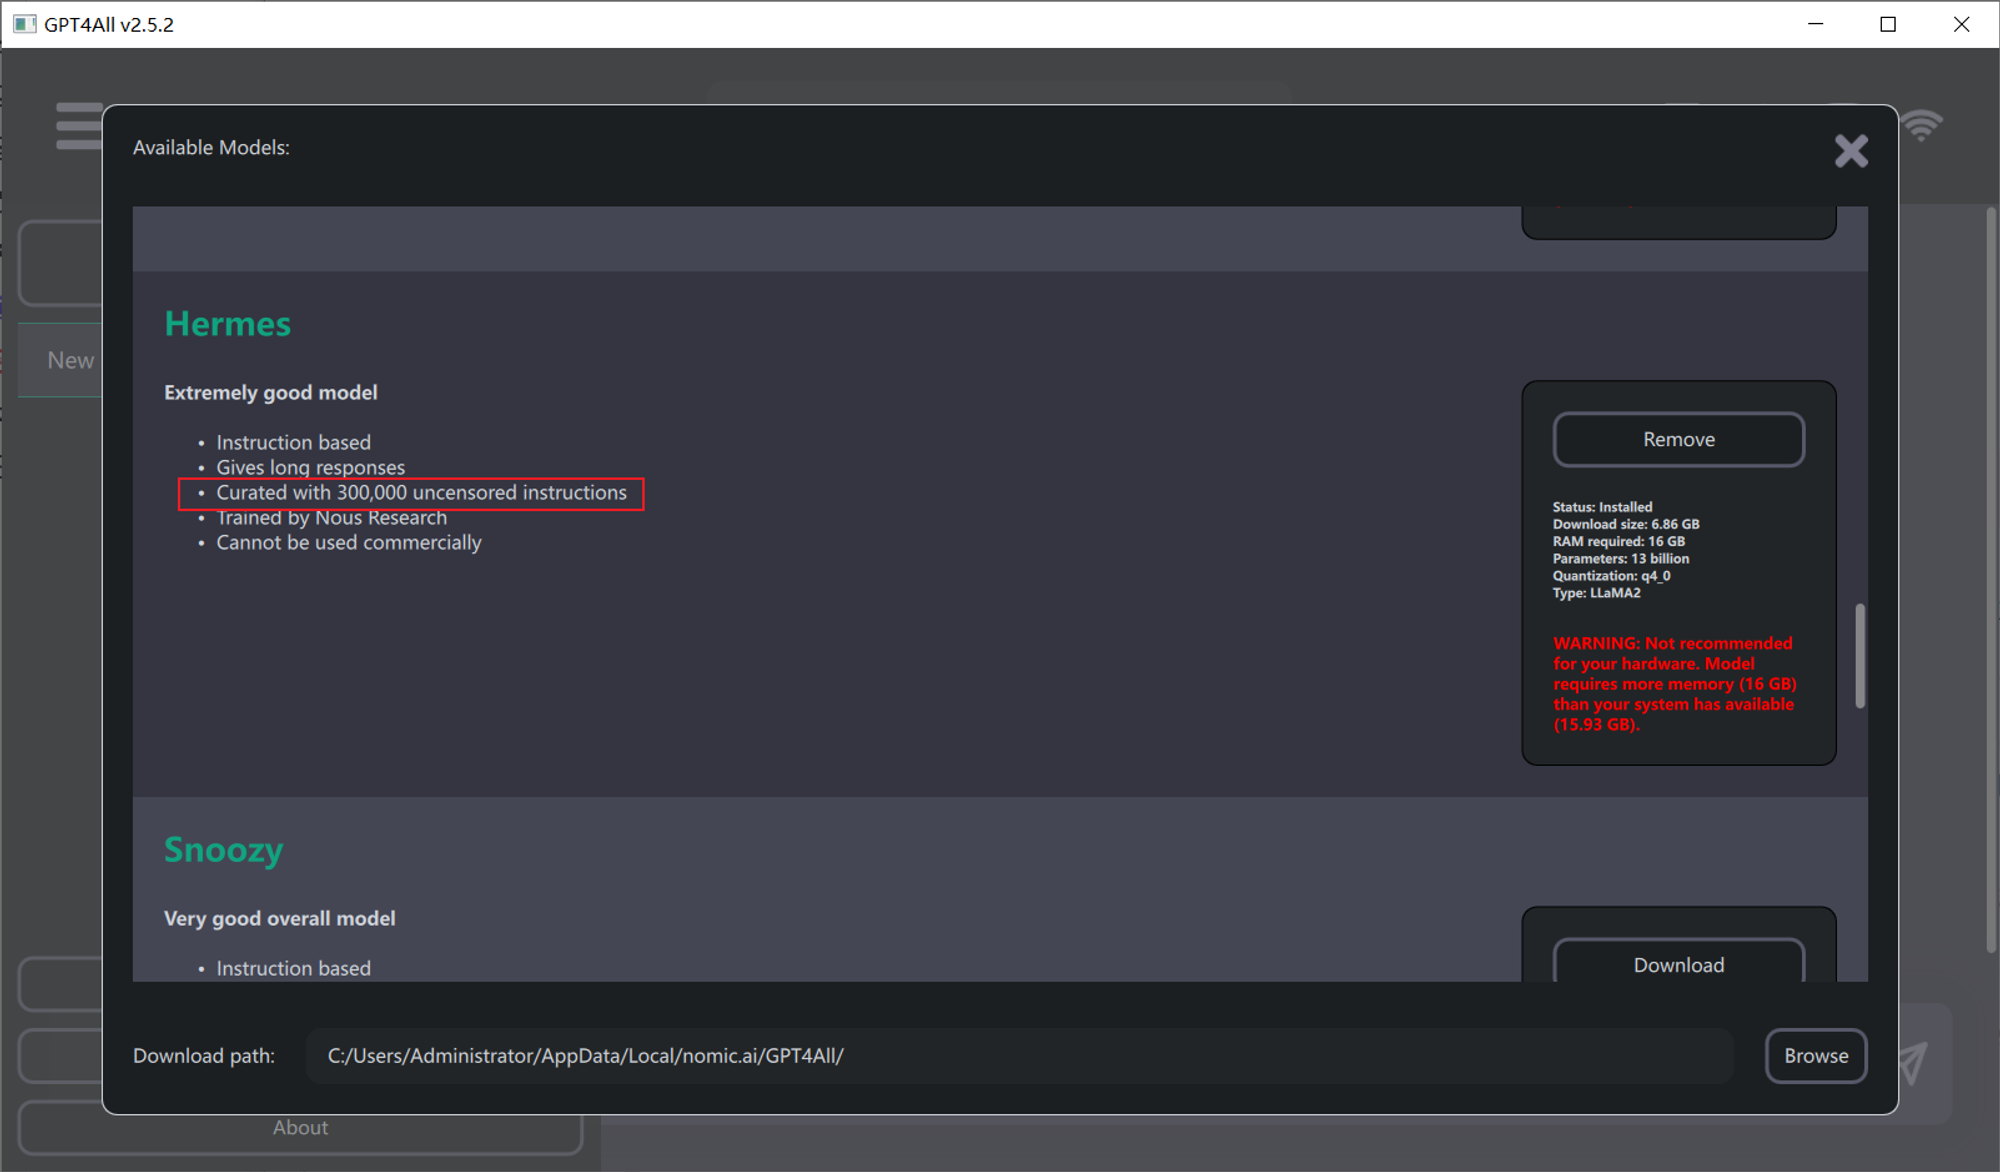 GPT4All v2.5.2
Available Models:
Hermes
Extremely good model
• Instruction based
• Gives long responses
• Curated with 300,000 uncensored instructions
• Trained by Nous Research
• Cannot be used commercially
Remove
Status: Installed
Download size: 6.86 GB
RAM required: 16 GB
Parameters: 13 billion
Quantization: q4_0
Type: LLaMA2
WARNING: Not recommended
for your hardware. Model
requires more memory (16 GB)
than your system has available
(15.93 GB).
New
Snoozy
Very good overall model
• Instruction based
Download
Download path:
C:/Users/Administrator/AppData/Local/nomic.ai/GPT4All/
Browse
About